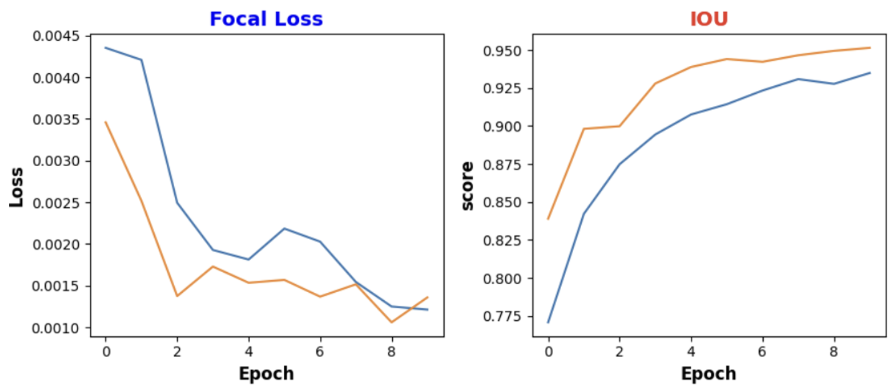 Focal Loss
0.0045
0.0040
0.0035
0.0030
0.0025
0.0020
0.0015
0.0010
Loss
0 2 4 6 8
Epoch
IOU
0.950
0.925
0.900
0.875
0.850
0.825
0.800
0.775
score
0 2 4 6 8
Epoch